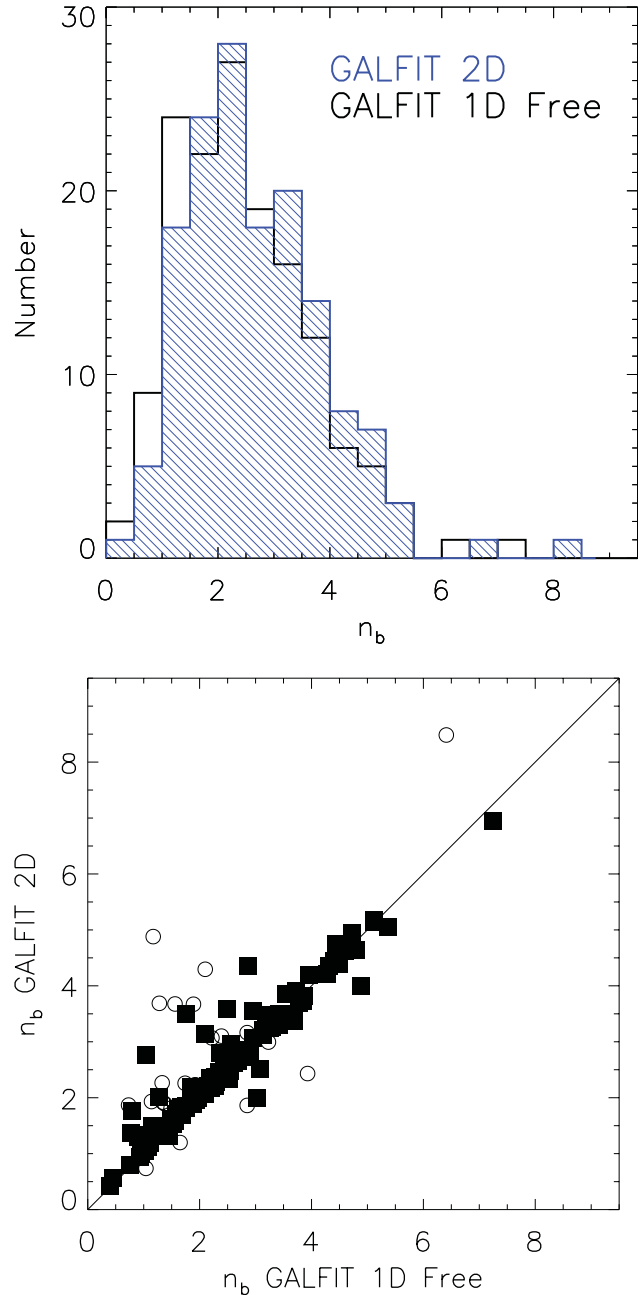 30
20
10
0
Number
GALFIT 2D
GALFIT 1D Free
0 2 4 6 8
n_b
8
6
4
2
0
n_b GALFIT 2D
0 2 4 6 8
n_b GALFIT 1D Free